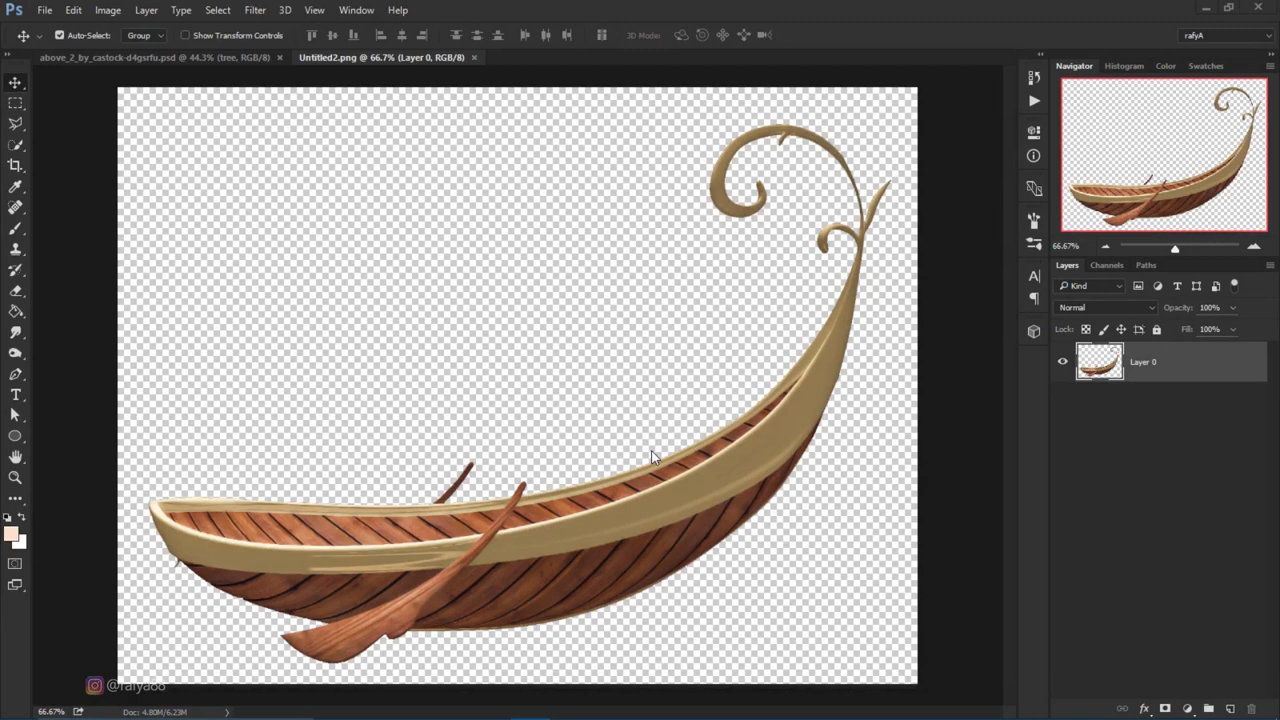 Ps File Edit Image Layer Type Select Filter 3D View Window Help
Auto-Select: Group Show Transform Controls 3D Mode: rafyA
above_2_by_castock-d4gsrfu.psd @ 44.3% (tree, RGB/8) × Untitled2.png @ 66.7% (Layer 0, RGB/8) ×
Navigator Histogram Color Swatches
66.67%
Layers Channels Paths
Kind
Normal Opacity: 100%
Lock: Fill: 100%
Layer 0
66.67% Doc: 4.80M/6.23M